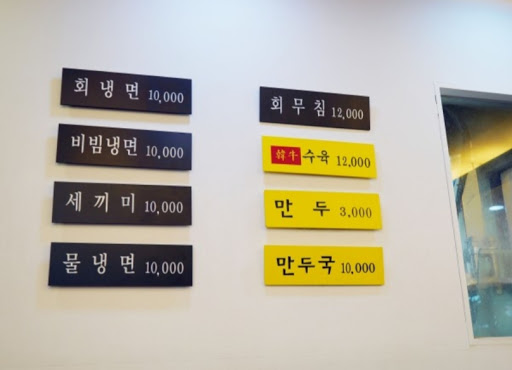 회냉면 10,000
비빔냉면 10,000
세끼미 10,000
물냉면 10,000
회무침 12,000
韓牛 수육 12,000
만두 3,000
만두국 10,000